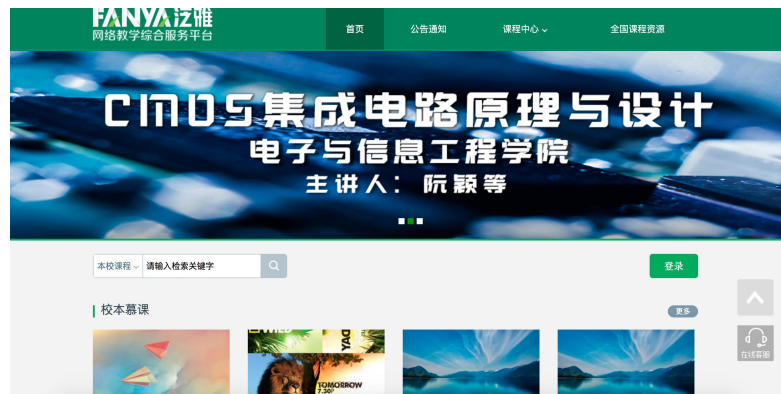 FANYA泛雅
网络教学综合服务平台
首页 公告通知 课程中心 全国课程资源
CMOS集成电路原理与设计
电子与信息工程学院
主讲人：阮颖等
本校课程 请输入检索关键字 登录
校本慕课 更多
WILD
TOMORROW
7.30P
在线客服